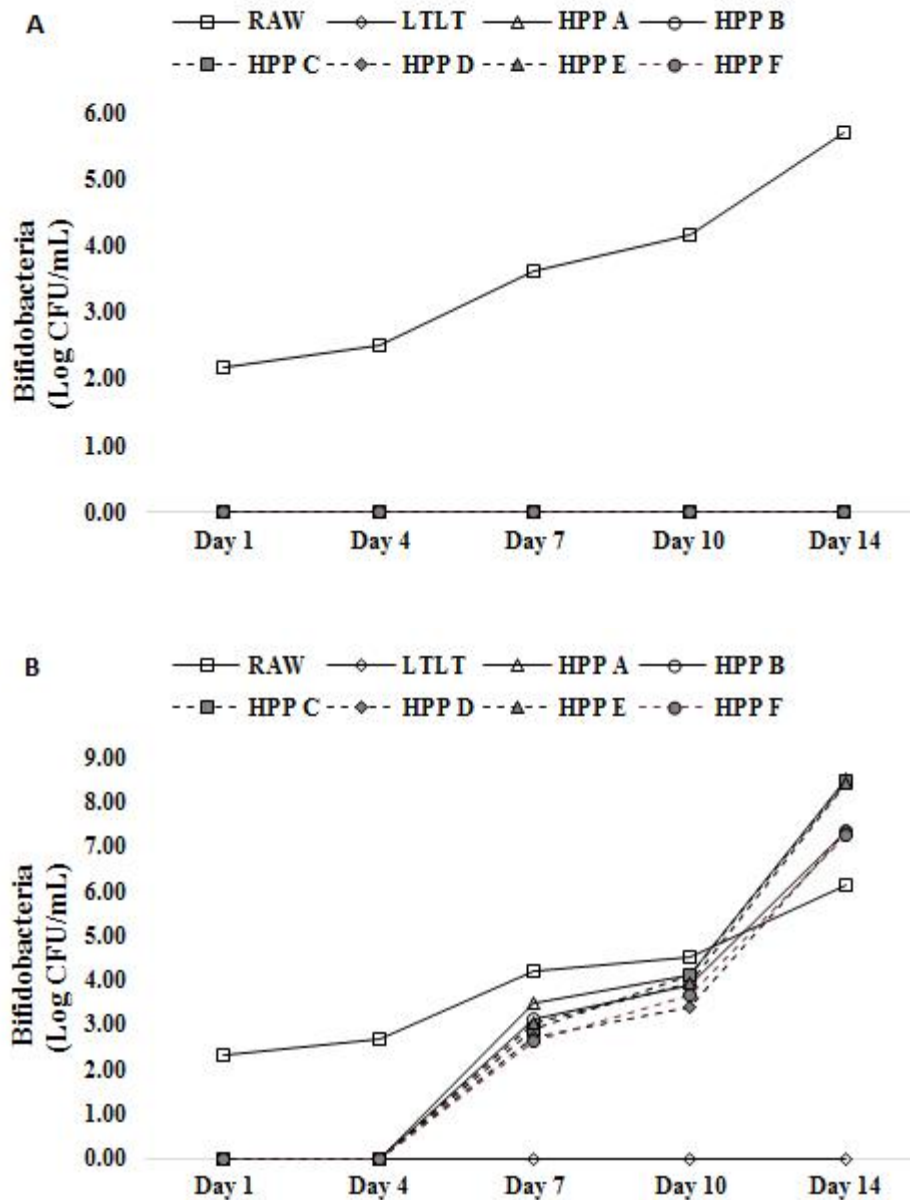 A
RAW LTLT HPP A HPP B
HPP C HPP D HPP E HPP F
6.00
5.00
4.00
3.00
2.00
1.00
0.00
Bifidobacteria
(Log CFU/mL)
Day 1 Day 4 Day 7 Day 10 Day 14
B
RAW LTLT HPP A HPP B
HPP C HPP D HPP E HPP F
9.00
8.00
7.00
6.00
5.00
4.00
3.00
2.00
1.00
0.00
Bifidobacteria
(Log CFU/mL)
Day 1 Day 4 Day 7 Day 10 Day 14